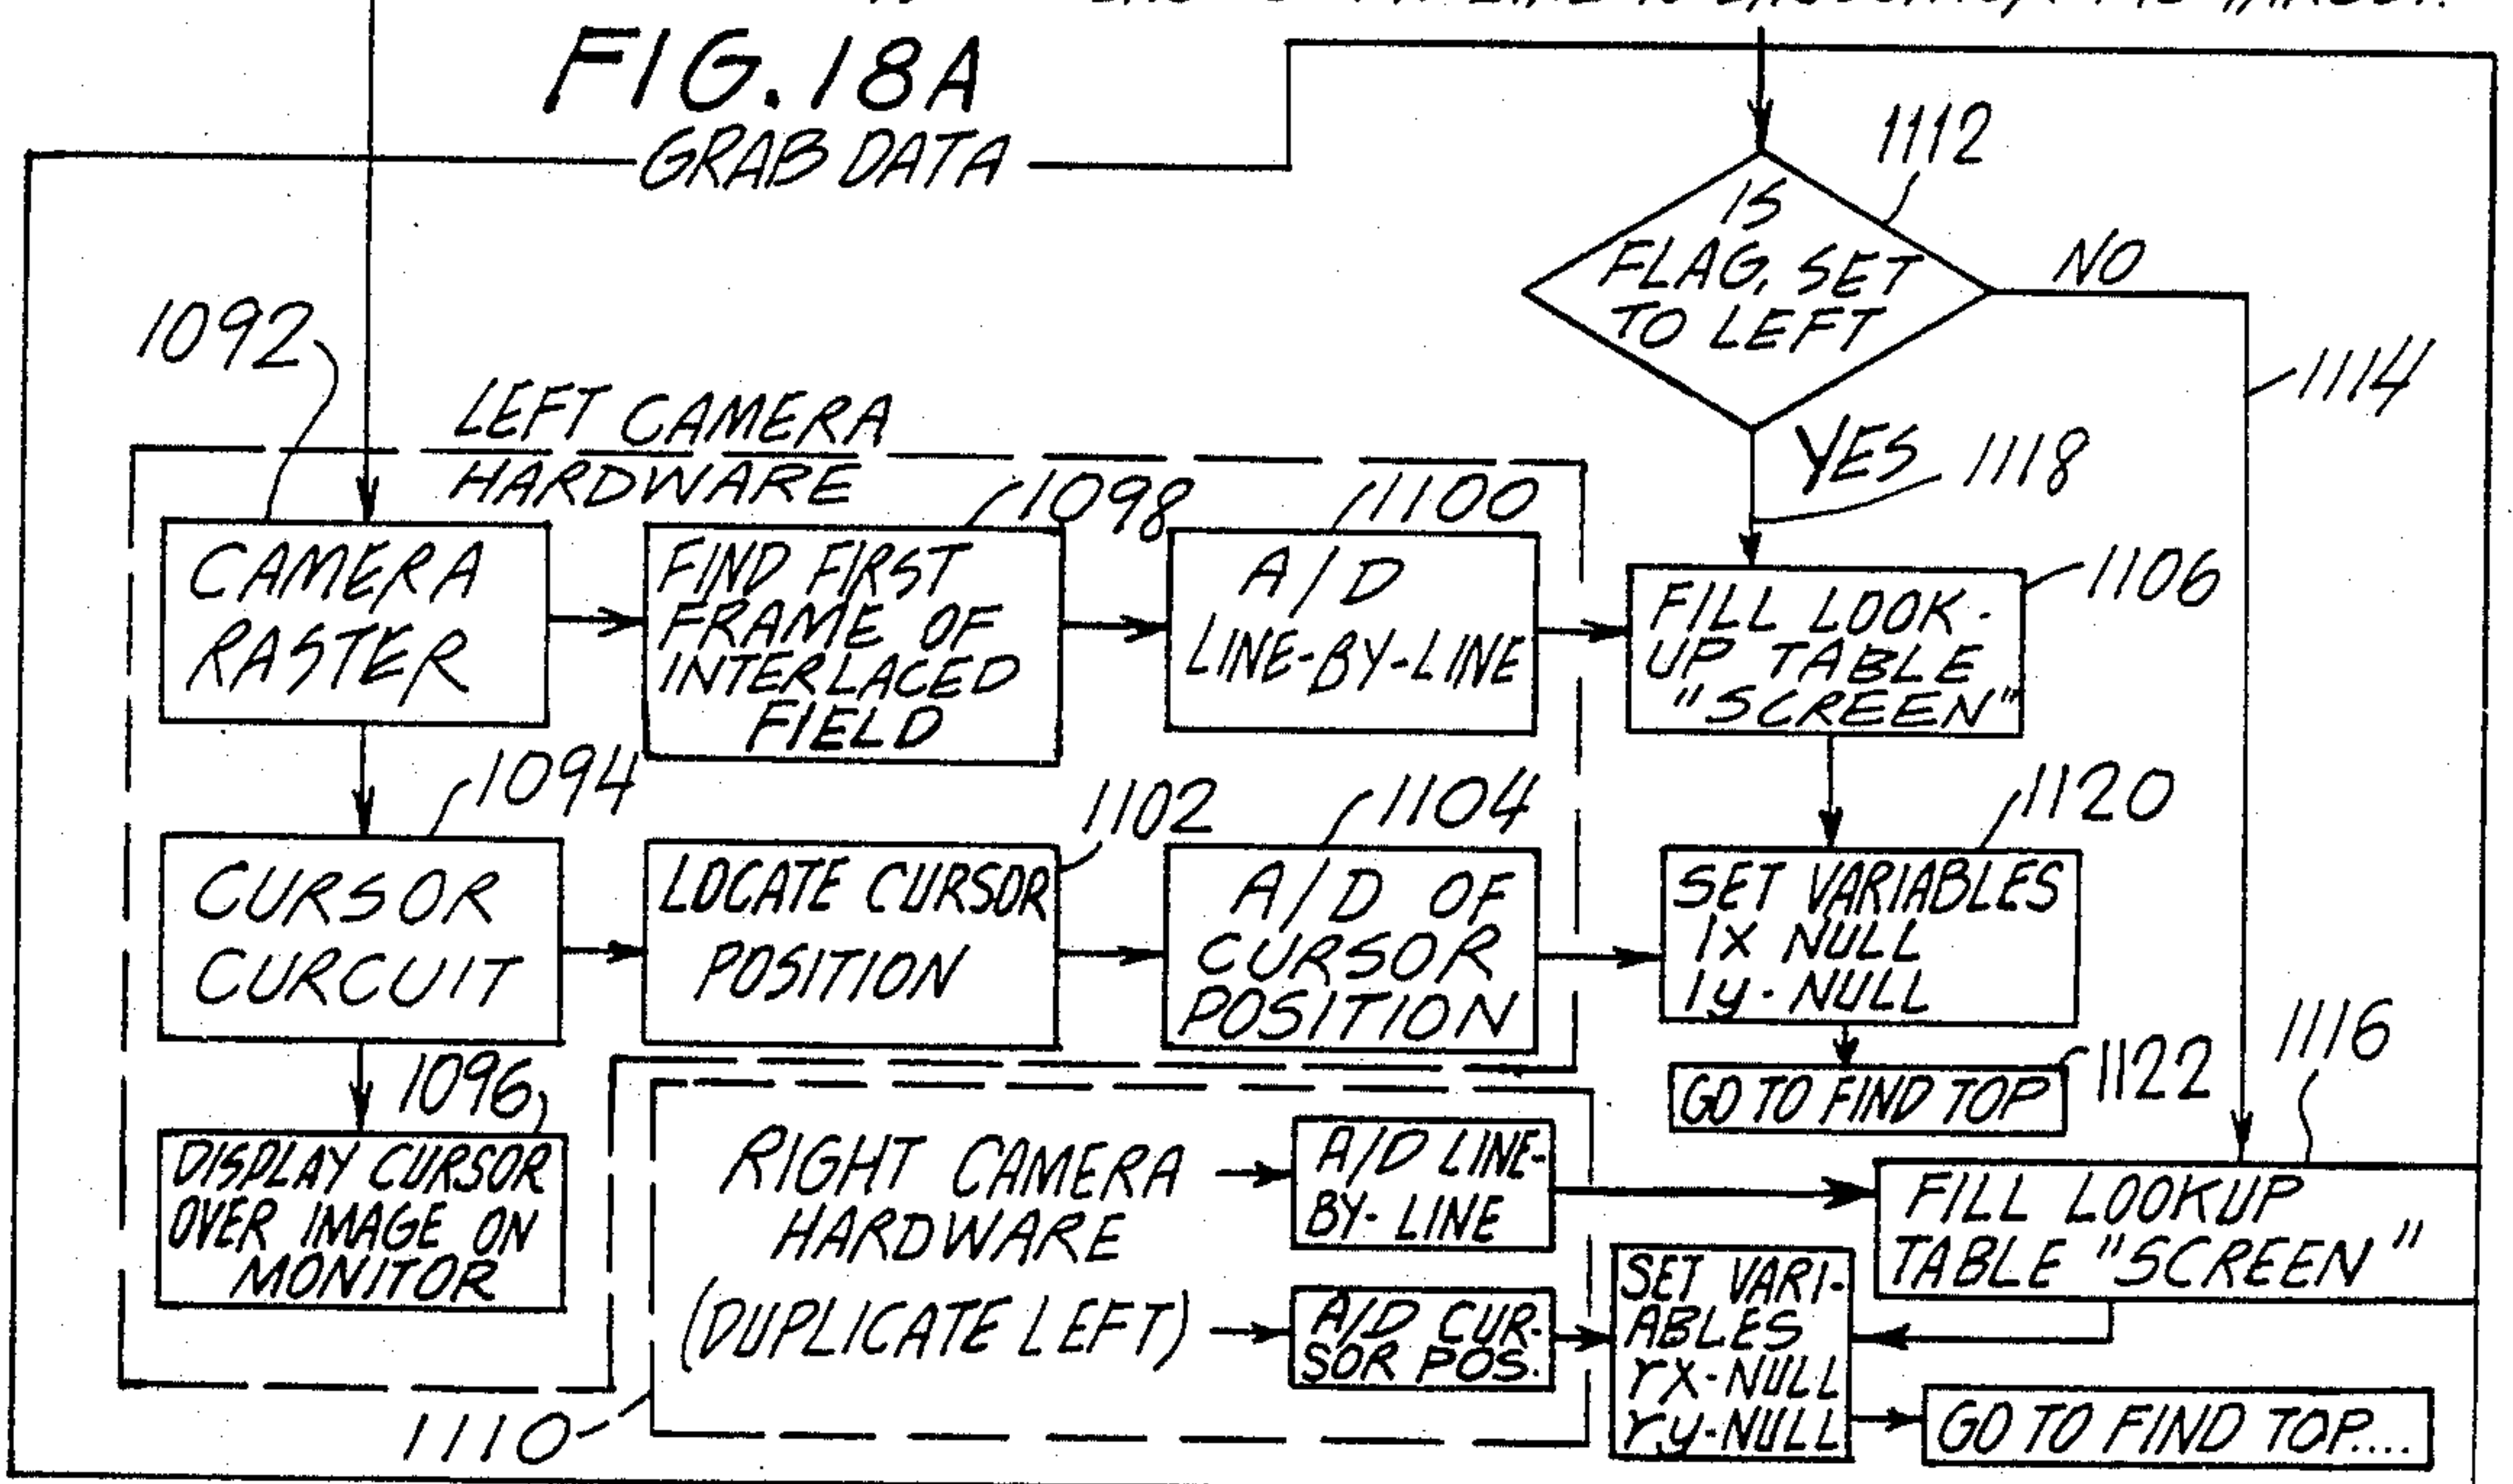 FIG. 18A
GRAB DATA
1112
IS
FLAG. SET
TO LEFT
NO
1114
YES
1118
1092
LEFT CAMERA
HARDWARE
1098
1100
CAMERA
RASTER
FIND FIRST
FRAME OF
INTERLACED
FIELD
A/D
LINE-BY-LINE
1106
FILL LOOK-
UP TABLE
"SCREEN"
1094
1102
1104
1120
CURSOR
CURCUIT
LOCATE CURSOR
POSITION
A/D OF
CURSOR
POSITION
SET VARIABLES
lx NULL
ly-NULL
1096
1122
GO TO FIND TOP
1116
DISPLAY CURSOR
OVER IMAGE ON
MONITOR
RIGHT CAMERA
HARDWARE
(DUPLICATE LEFT)
1110
A/D LINE-
BY-LINE
A/D CUR-
SOR POS.
FILL LOOKUP
TABLE "SCREEN"
SET VARI-
ABLES
rx-NULL
ry-NULL
GO TO FIND TOP....